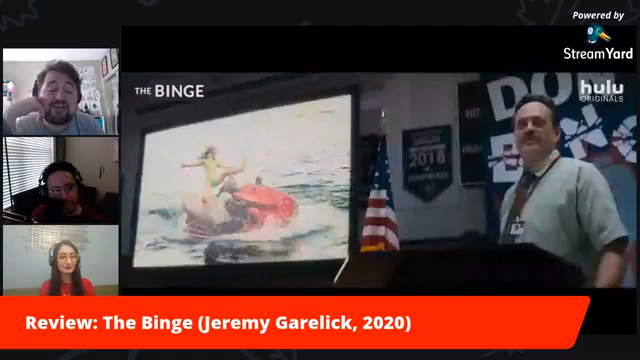 Powered by
StreamYard
THE BINGE
hulu
ORIGINALS
2018
Review: The Binge (Jeremy Garelick, 2020)